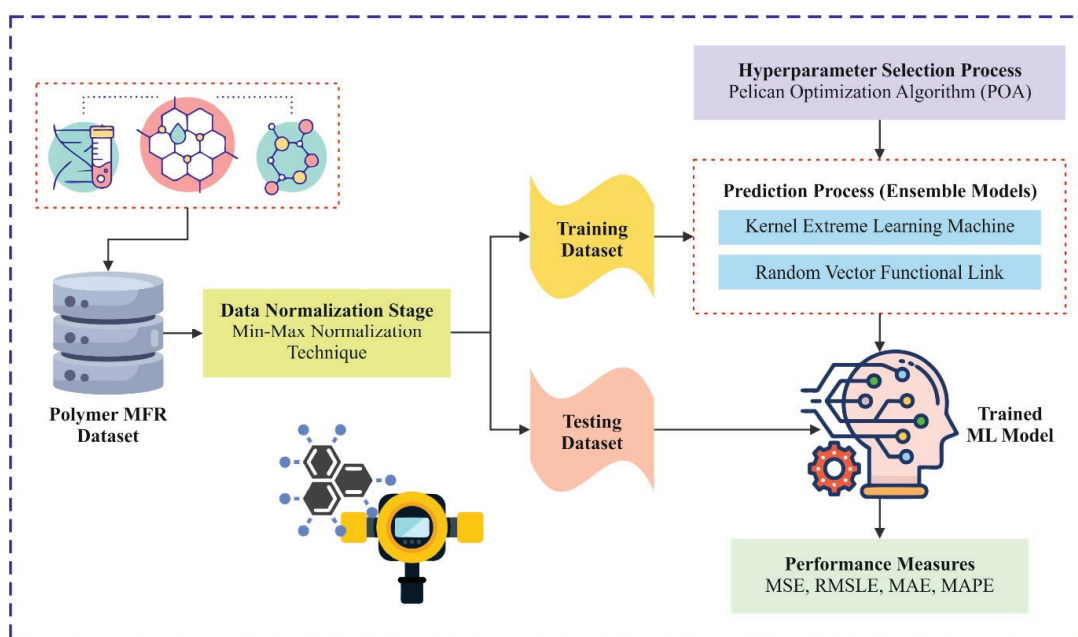 Hyperparameter Selection Process
Pelican Optimization Algorithm (POA)
Prediction Process (Ensemble Models)
Kernel Extreme Learning Machine
Random Vector Functional Link
Training
Dataset
Data Normalization Stage
Min-Max Normalization
Technique
Polymer MFR
Dataset
Testing
Dataset
Trained
ML Model
Performance Measures
MSE, RMSLE, MAE, MAPE